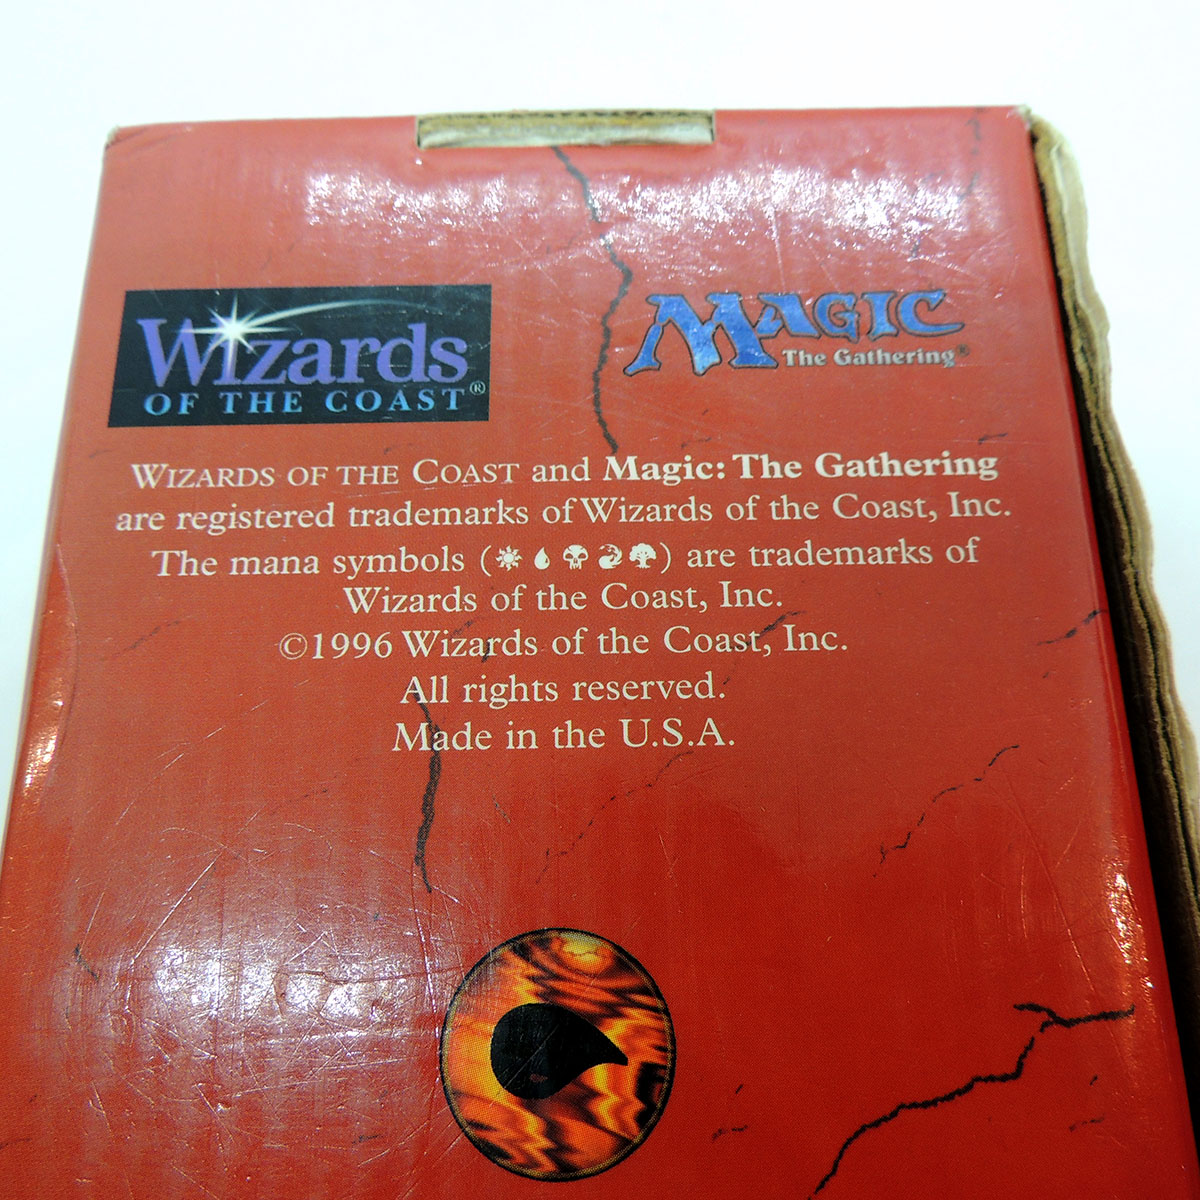 Wizards
OF THE COAST®
MAGIC
The Gathering®
WIZARDS OF THE COAST and Magic: The Gathering
are registered trademarks of Wizards of the Coast, Inc.
The mana symbols ( ) are trademarks of
Wizards of the Coast, Inc.
©1996 Wizards of the Coast, Inc.
All rights reserved.
Made in the U.S.A.